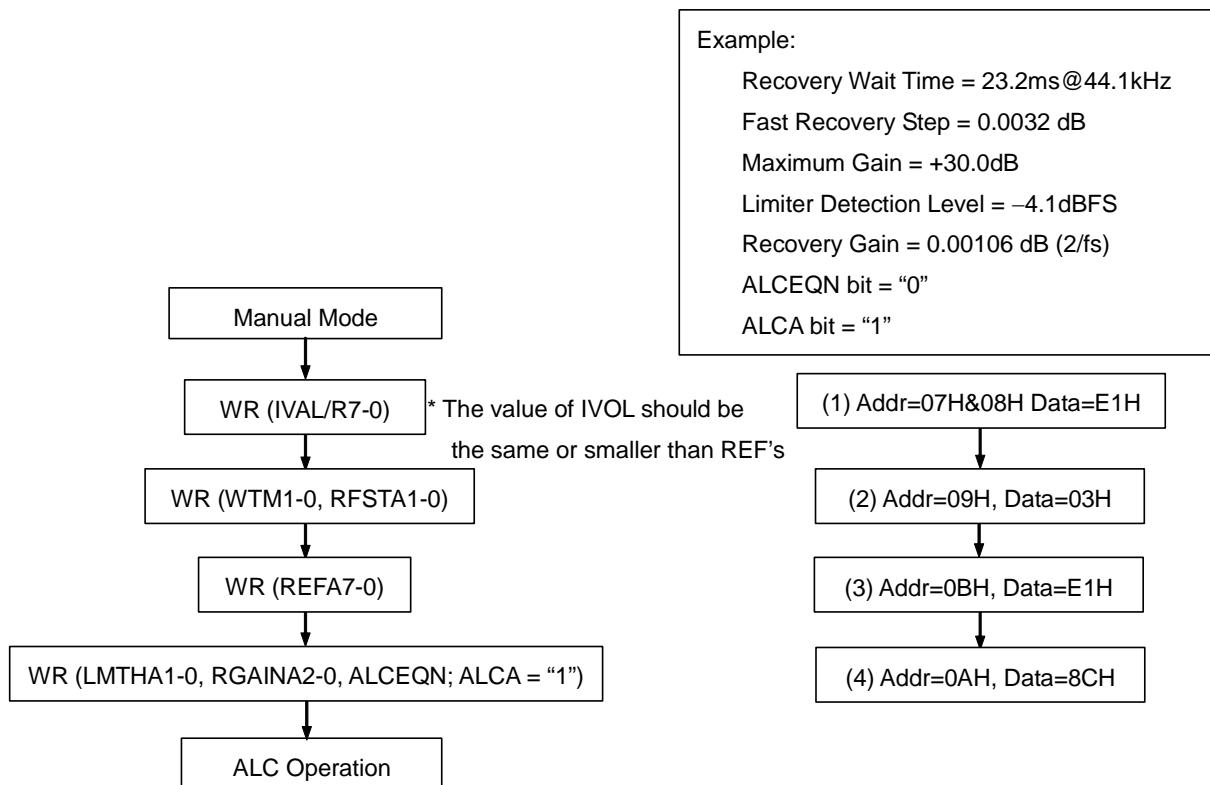 Example:
Recovery Wait Time = 23.2ms@44.1kHz
Fast Recovery Step = 0.0032 dB
Maximum Gain = +30.0dB
Limiter Detection Level = −4.1dBFS
Recovery Gain = 0.00106 dB (2/fs)
ALCEQN bit = “0”
ALCA bit = “1”
Manual Mode
WR (IVAL/R7-0)
* The value of IVOL should be
the same or smaller than REF’s
WR (WTM1-0, RFSTA1-0)
WR (REFA7-0)
WR (LMTHA1-0, RGAINA2-0, ALCEQN; ALCA = “1”)
ALC Operation
(1) Addr=07H&08H Data=E1H
(2) Addr=09H, Data=03H
(3) Addr=0BH, Data=E1H
(4) Addr=0AH, Data=8CH